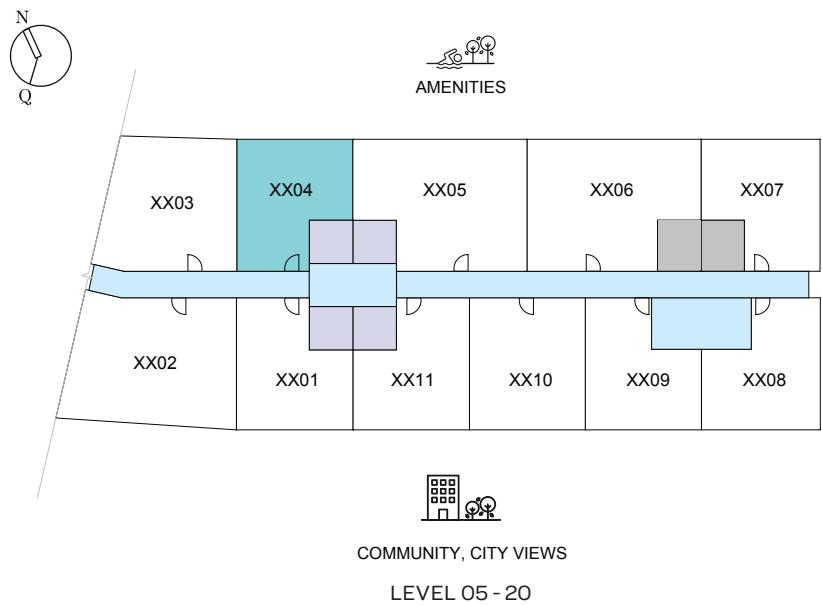 N
Q
AMENITIES
XX03
XX04
XX05
XX06
XX07
XX02
XX01
XX11
XX10
XX09
XX08
COMMUNITY, CITY VIEWS
LEVEL 05 - 20